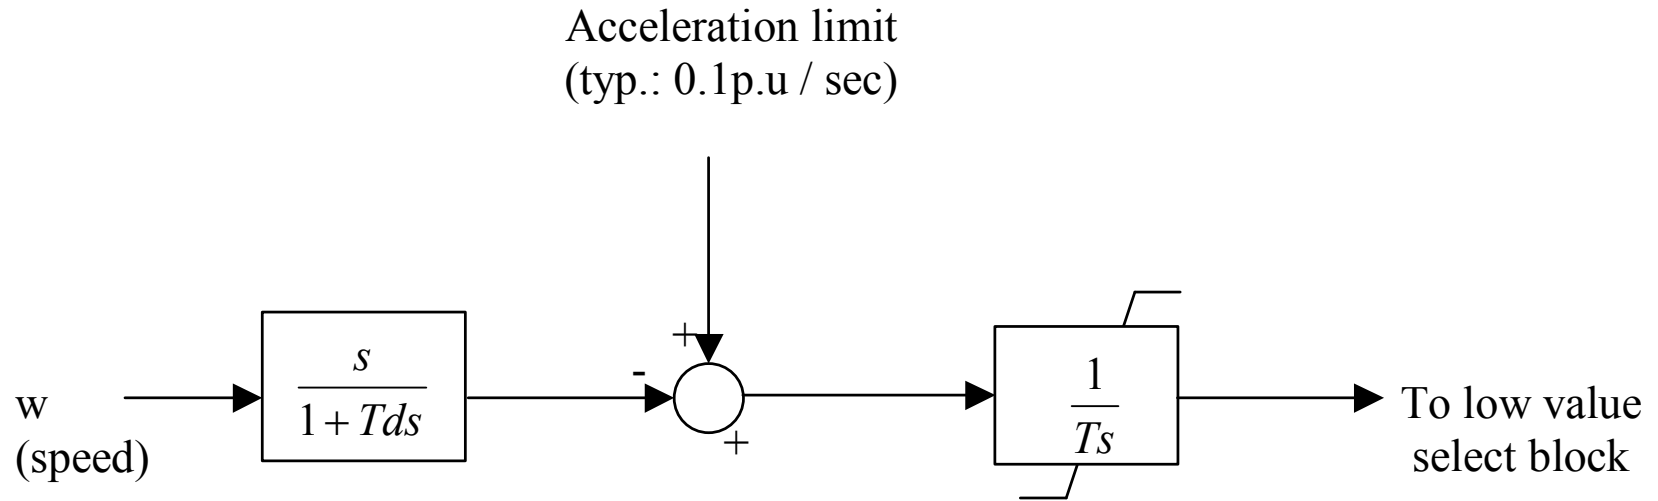 Acceleration limit
(typ.: 0.1p.u / sec)
+
-
+
s
1 + Tds
1
Ts
w
(speed)
To low value
select block